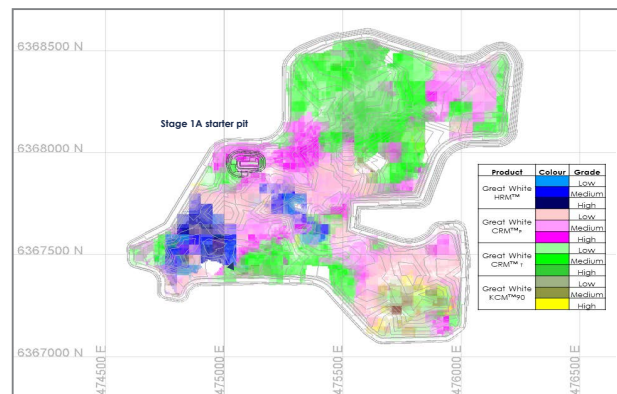 6368500 N
Stage 1A starter pit
6368000 N
Product Colour Grade
Great White HRM™ Low
Medium
High
Great White CRM™P Low
Medium
High
Great White CRM™T Low
Medium
High
Great White KCM™90 Low
Medium
High
6367500 N
6367000 N
474500 E
475000 E
475500 E
476000 E
476500 E